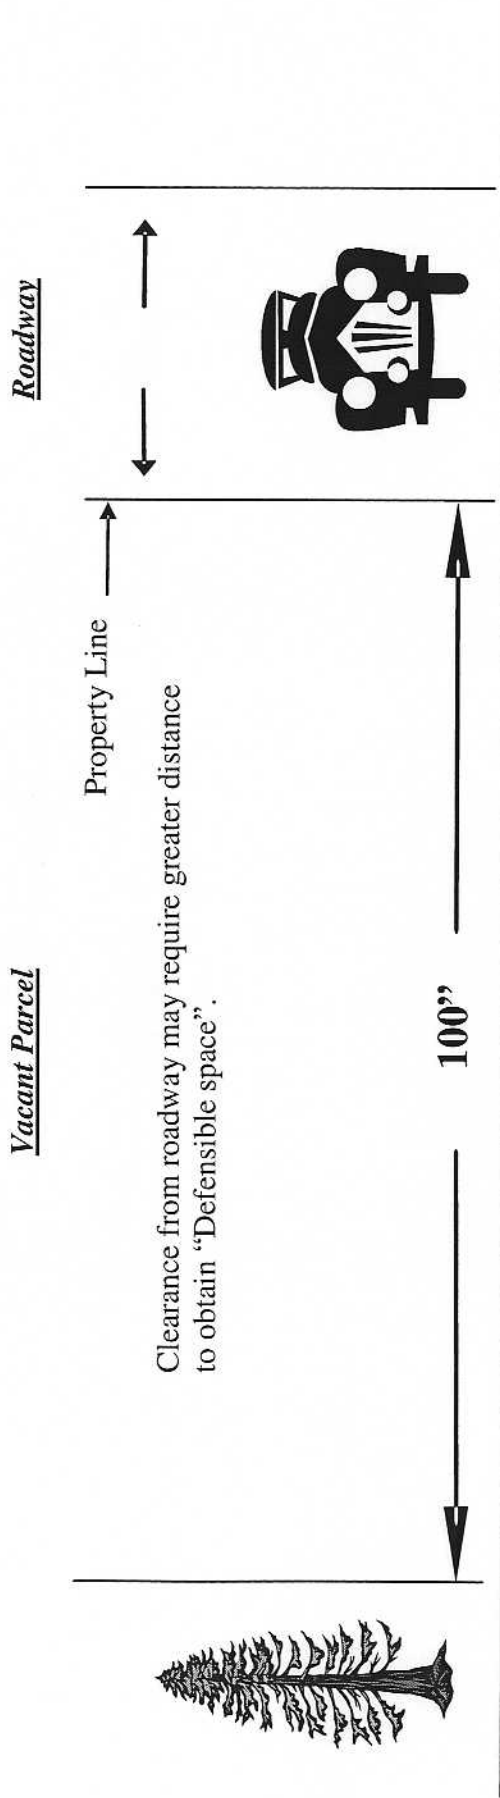 Vacant Parcel
Roadway
Property Line
Clearance from roadway may require greater distance
to obtain “Defensible space”.
100”